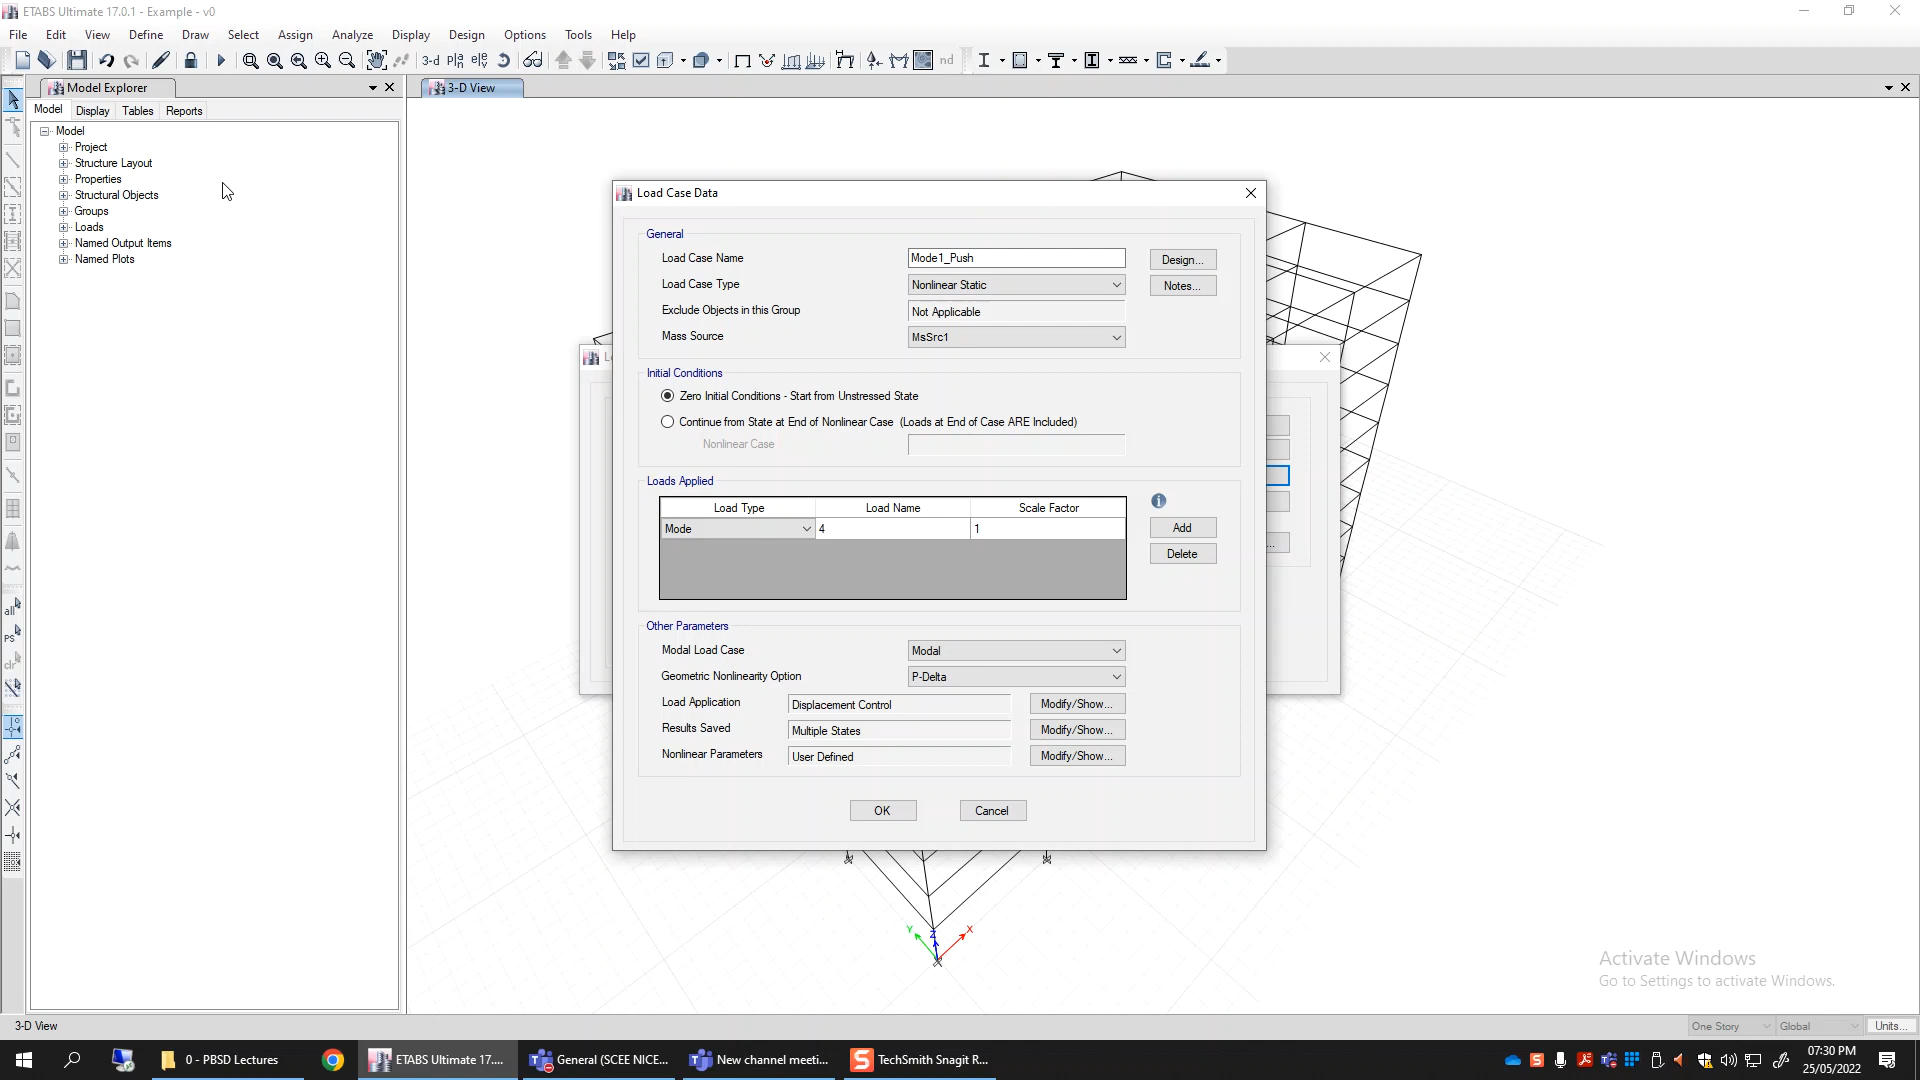 ETABS Ultimate 17.0.1 - Example - v0
File Edit View Define Draw Select Assign Analyze Display Design Options Tools Help
3-d nd
Model Explorer
3-D View
Model Display Tables Reports
Model
Project
Structure Layout
Properties
Structural Objects
Groups
Loads
Named Output Items
Named Plots
all
PS
clr
Load Case Data
General
Load Case Name Mode1_Push Design...
Load Case Type Nonlinear Static Notes...
Exclude Objects in this Group Not Applicable
Mass Source MsSrc1
Initial Conditions
Zero Initial Conditions - Start from Unstressed State
Continue from State at End of Nonlinear Case (Loads at End of Case ARE Included)
Nonlinear Case
Loads Applied
Load Type Load Name Scale Factor
Mode 4 1
Add
Delete
Other Parameters
Modal Load Case Modal
Geometric Nonlinearity Option P-Delta
Load Application Displacement Control Modify/Show...
Results Saved Multiple States Modify/Show...
Nonlinear Parameters User Defined Modify/Show...
OK Cancel
Y Z X
Activate Windows
Go to Settings to activate Windows.
3-D View One Story Global Units...
0 - PBSD Lectures ETABS Ultimate 17.... General (SCEE NICE... New channel meeti... TechSmith Snagit R...
07:30 PM
25/05/2022